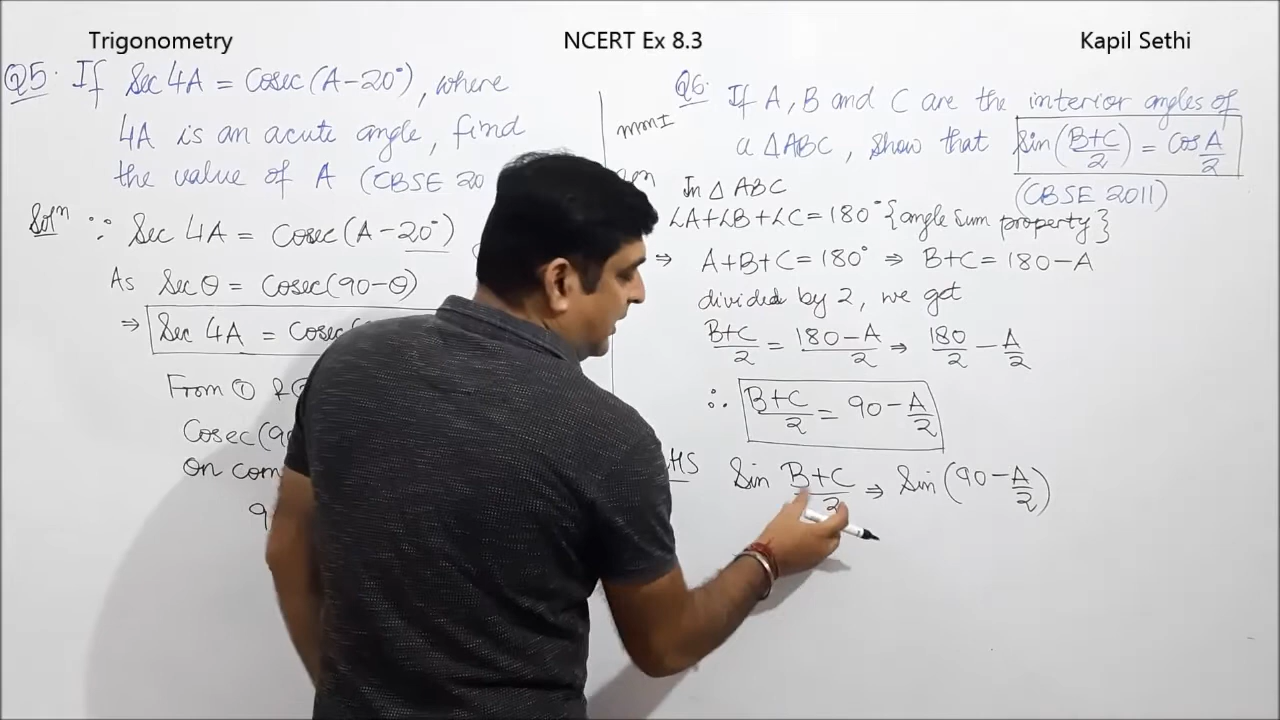 Trigonometry NCERT Ex 8.3 Kapil Sethi
Q5. If Sec 4A = Cosec(A-20°), where
4A is an acute angle, find
the value of A (CBSE 20
Solⁿ ∵ Sec 4A = Cosec(A-20°)
As Secθ = Cosec(90-θ)
⇒ Sec 4A = Cosec(
From ①
Cosec(9
On com
9
mmI
Q6. If A, B and C are the interior angles of
a ΔABC, show that Sin(B+C/2) = Cos A/2
(CBSE 2011)
In Δ ABC
∠A+∠B+∠C = 180° {angle sum property}
⇒ A+B+C = 180° ⇒ B+C = 180-A
divided by 2, we get
B+C/2 = 180-A/2 ⇒ 180/2 - A/2
∴ B+C/2 = 90-A/2
HS Sin B+C/2 ⇒ Sin(90-A/2)